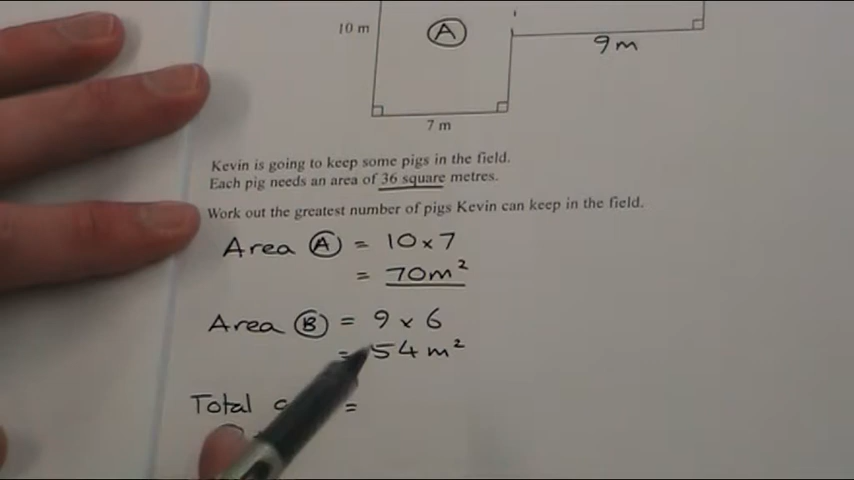 10 m
A
9m
7 m
Kevin is going to keep some pigs in the field.
Each pig needs an area of 36 square metres.
Work out the greatest number of pigs Kevin can keep in the field.
Area A = 10 x 7
= 70m²
Area B = 9 x 6
= 54 m²
Total =